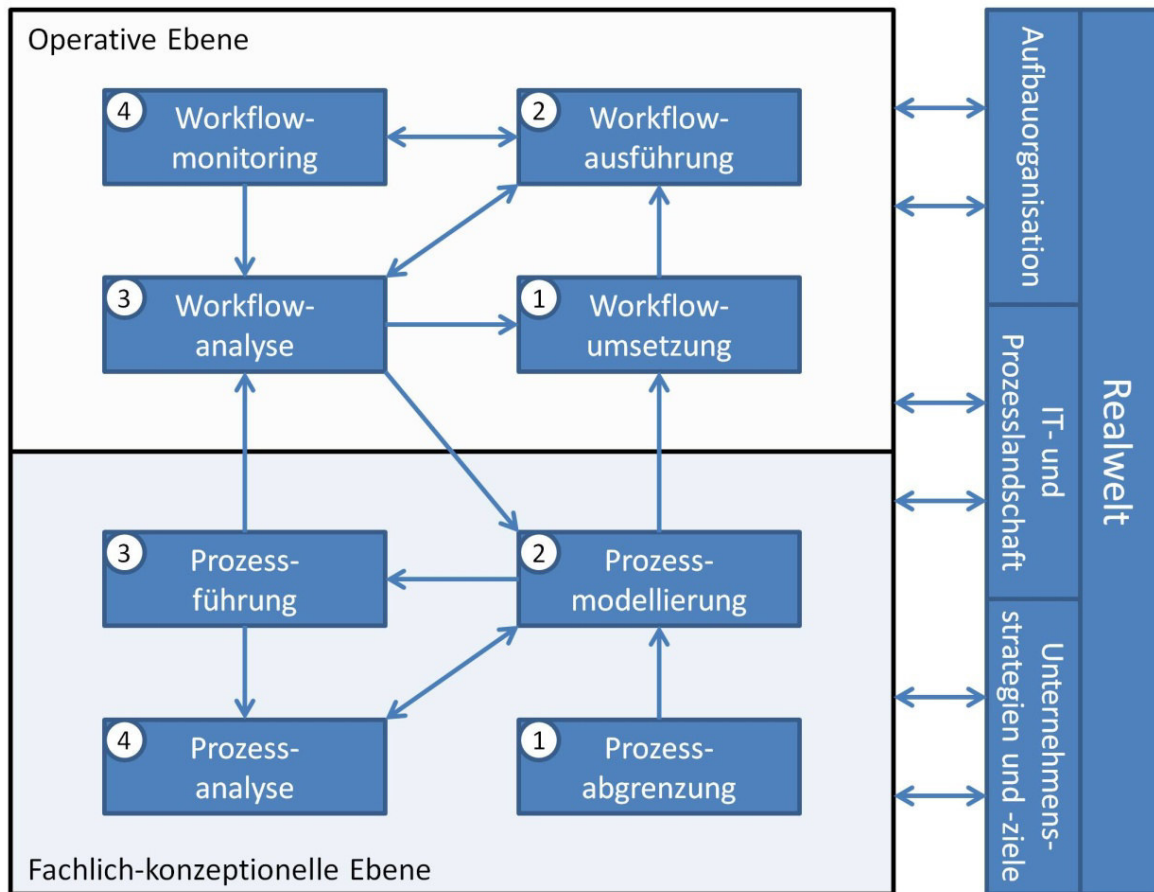 Operative Ebene
4
Workflow-
monitoring
2
Workflow-
ausführung
3
Workflow-
analyse
1
Workflow-
umsetzung
3
Prozess-
führung
2
Prozess-
modellierung
4
Prozess-
analyse
1
Prozess-
abgrenzung
Fachlich-konzeptionelle Ebene
Aufbauorganisation
IT- und
Prozesslandschaft
Unternehmens-
strategien und -ziele
Realwelt